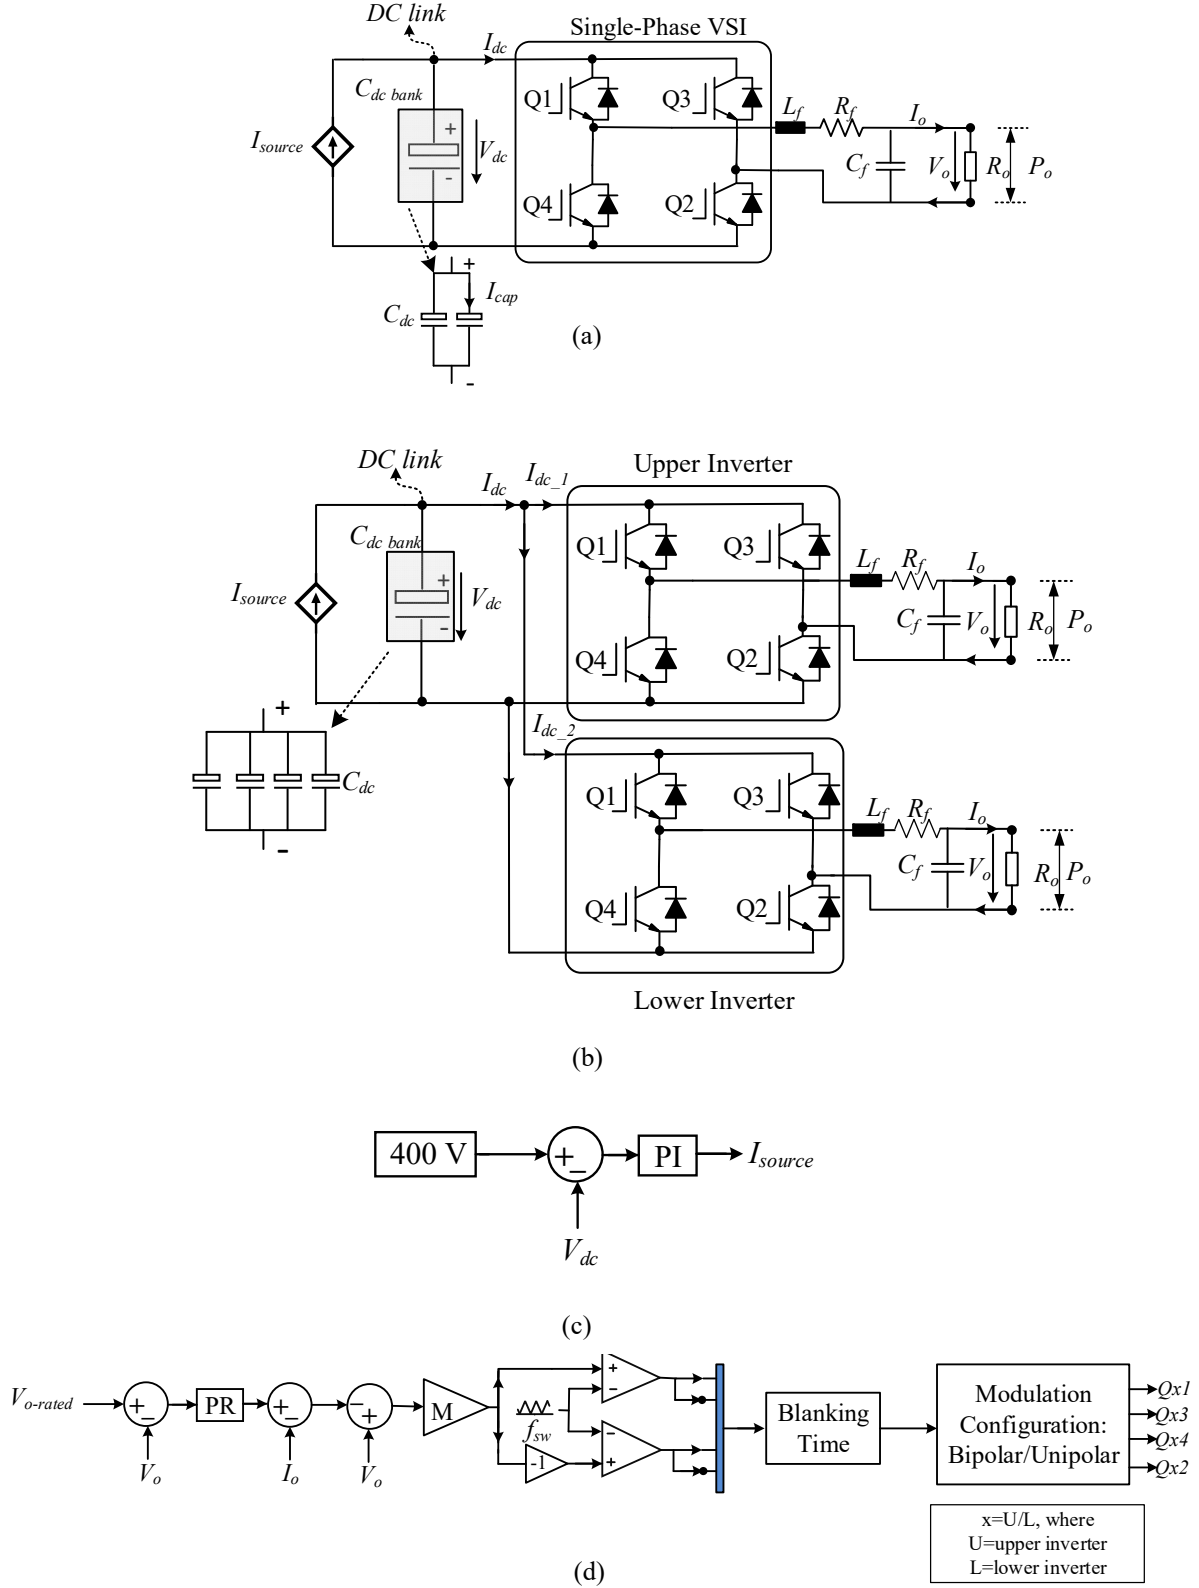 DC link
Single-Phase VSI
I_dc
C_dc bank
Q1
Q3
L_f
R_f
I_o
+
V_dc
-
I_source
C_f
V_o
R_o
P_o
Q4
Q2
+
I_cap
C_dc
-
(a)
DC link
Upper Inverter
I_dc
I_dc_1
C_dc bank
Q1
Q3
L_f
R_f
I_o
+
V_dc
-
I_source
C_f
V_o
R_o
P_o
Q4
Q2
+
I_dc_2
C_dc
-
Q1
Q3
L_f
R_f
I_o
C_f
V_o
R_o
P_o
Q4
Q2
Lower Inverter
(b)
400 V
+
−
PI
I_source
V_dc
(c)
V_o-rated
+
−
PR
+
−
−
+
M
f_sw
-1
+
−
−
+
Blanking
Time
Modulation
Configuration:
Bipolar/Unipolar
Qx1
Qx3
Qx4
Qx2
V_o
I_o
V_o
x=U/L, where
U=upper inverter
L=lower inverter
(d)